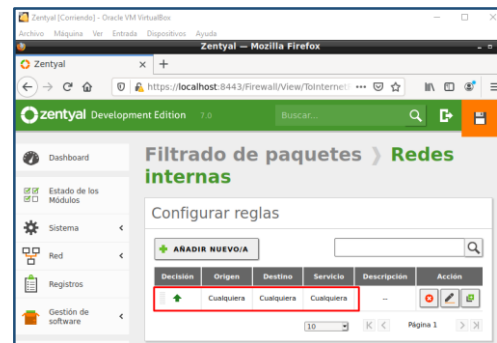 Zentyal [Corriendo] - Oracle VM VirtualBox
Archivo Máquina Ver Entrada Dispositivos Ayuda
Zentyal — Mozilla Firefox
Zentyal
https://localhost:8443/Firewall/View/ToInternet
zentyal Development Edition 7.0 Buscar...
Dashboard
Estado de los
Módulos
Sistema
Red
Registros
Gestión de
software
Filtrado de paquetes Redes
internas
Configurar reglas
AÑADIR NUEVO/A
Decisión Origen Destino Servicio Descripción Acción
Cualquiera Cualquiera Cualquiera --
10 Página 1